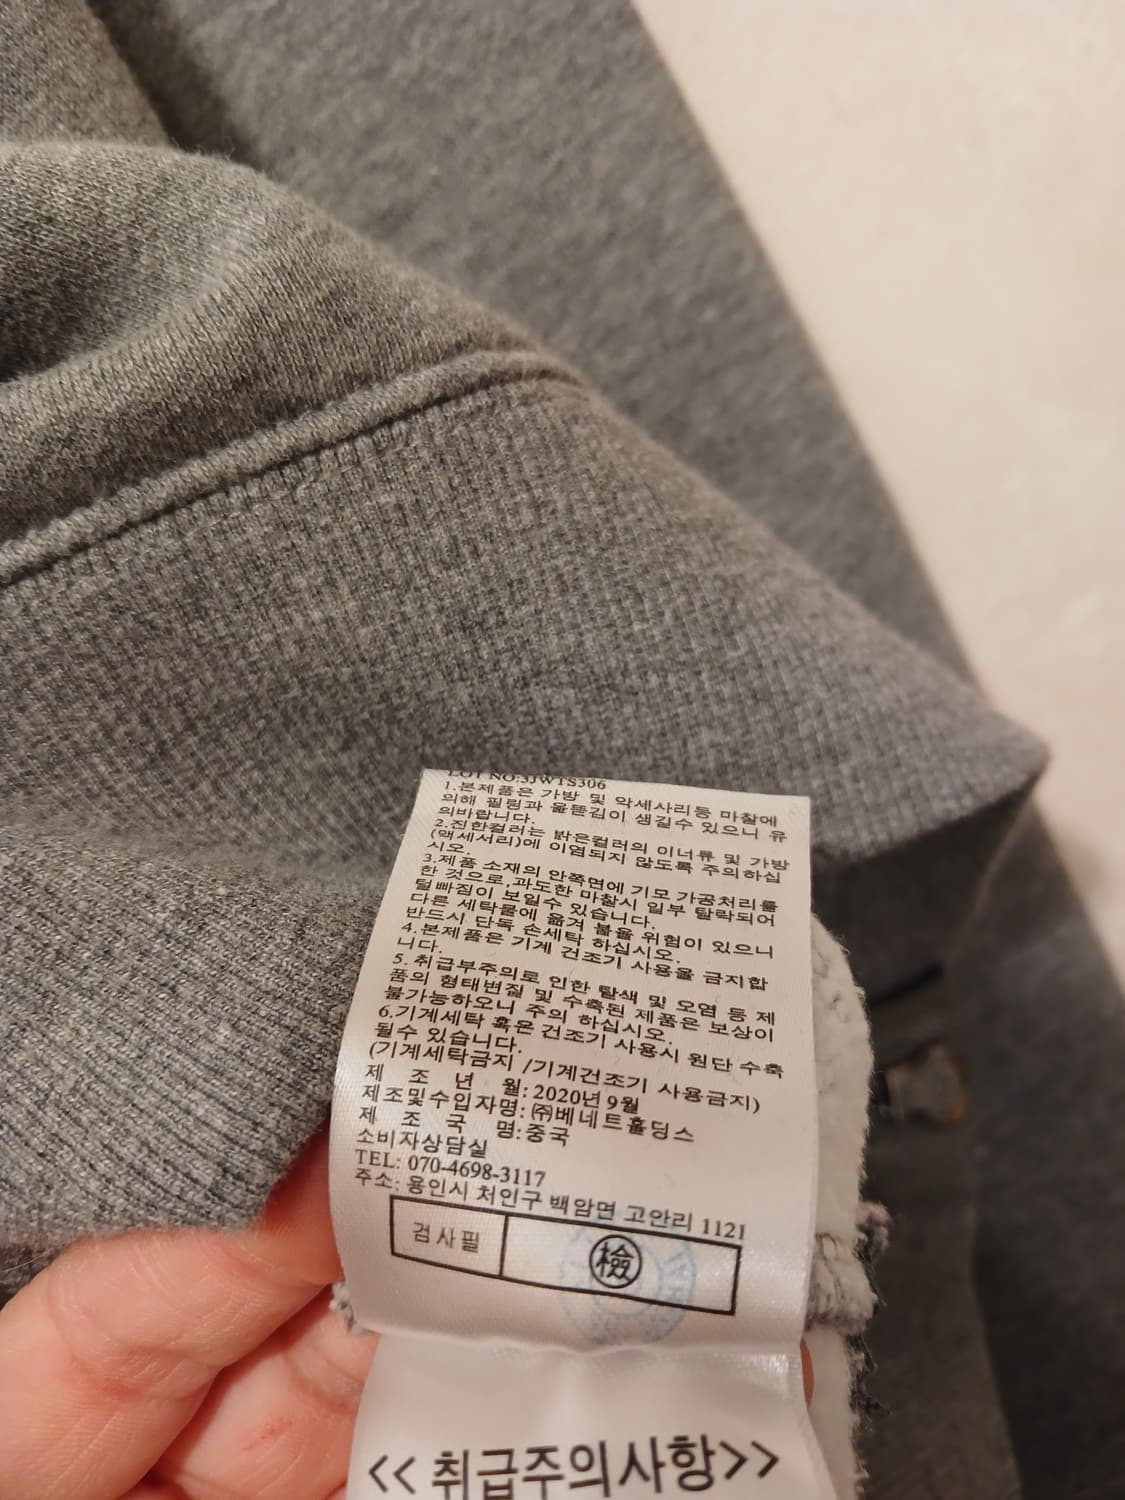 LOT NO:3JWTS306
1.본제품은 가방 및 악세사리등 마찰에
의해 필링과 올뜯김이 생길수 있으니 유
의바랍니다.
2.진한컬러는 밝은컬러의 이너류 및 가방
(액세서리)에 이염되지 않도록 주의하십
시오.
3.제품 소재의 안쪽면에 기모 가공처리를
한 것으로,과도한 마찰시 일부 탈락되어
털빠짐이 보일수 있습니다.
다른 세탁물에 옮겨 붙을 위험이 있으니
반드시 단독 손세탁 하십시오.
4.본제품은 기계 건조기 사용을 금지합
니다.
5.취급부주의로 인한 탈색 및 오염 등 제
품의 형태변질 및 수축된 제품은 보상이
불가능하오니 주의 하십시오.
6.기계세탁 혹은 건조기 사용시 원단 수축
될수 있습니다.
(기계세탁금지 /기계건조기 사용금지)
제 조 년 월: 2020년 9월
제조및수입자명: ㈜베네트홀딩스
제 조 국 명:중국
소비자상담실
TEL: 070-4698-3117
주소: 용인시 처인구 백암면 고안리 1121
검사필 檢
<<취급주의사항>>